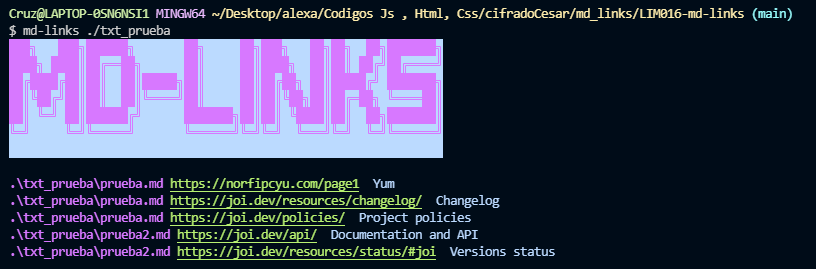 Cruz@LAPTOP-0SN6NSI1 MINGW64 ~/Desktop/alexa/Codigos Js , Html, Css/cifradoCesar/md_links/LIM016-md-links (main)
$ md-links ./txt_prueba
MD-LINKS
.\txt_prueba\prueba.md https://norfipcyu.com/page1 Yum
.\txt_prueba\prueba.md https://joi.dev/resources/changelog/ Changelog
.\txt_prueba\prueba.md https://joi.dev/policies/ Project policies
.\txt_prueba\prueba2.md https://joi.dev/api/ Documentation and API
.\txt_prueba\prueba2.md https://joi.dev/resources/status/#joi Versions status